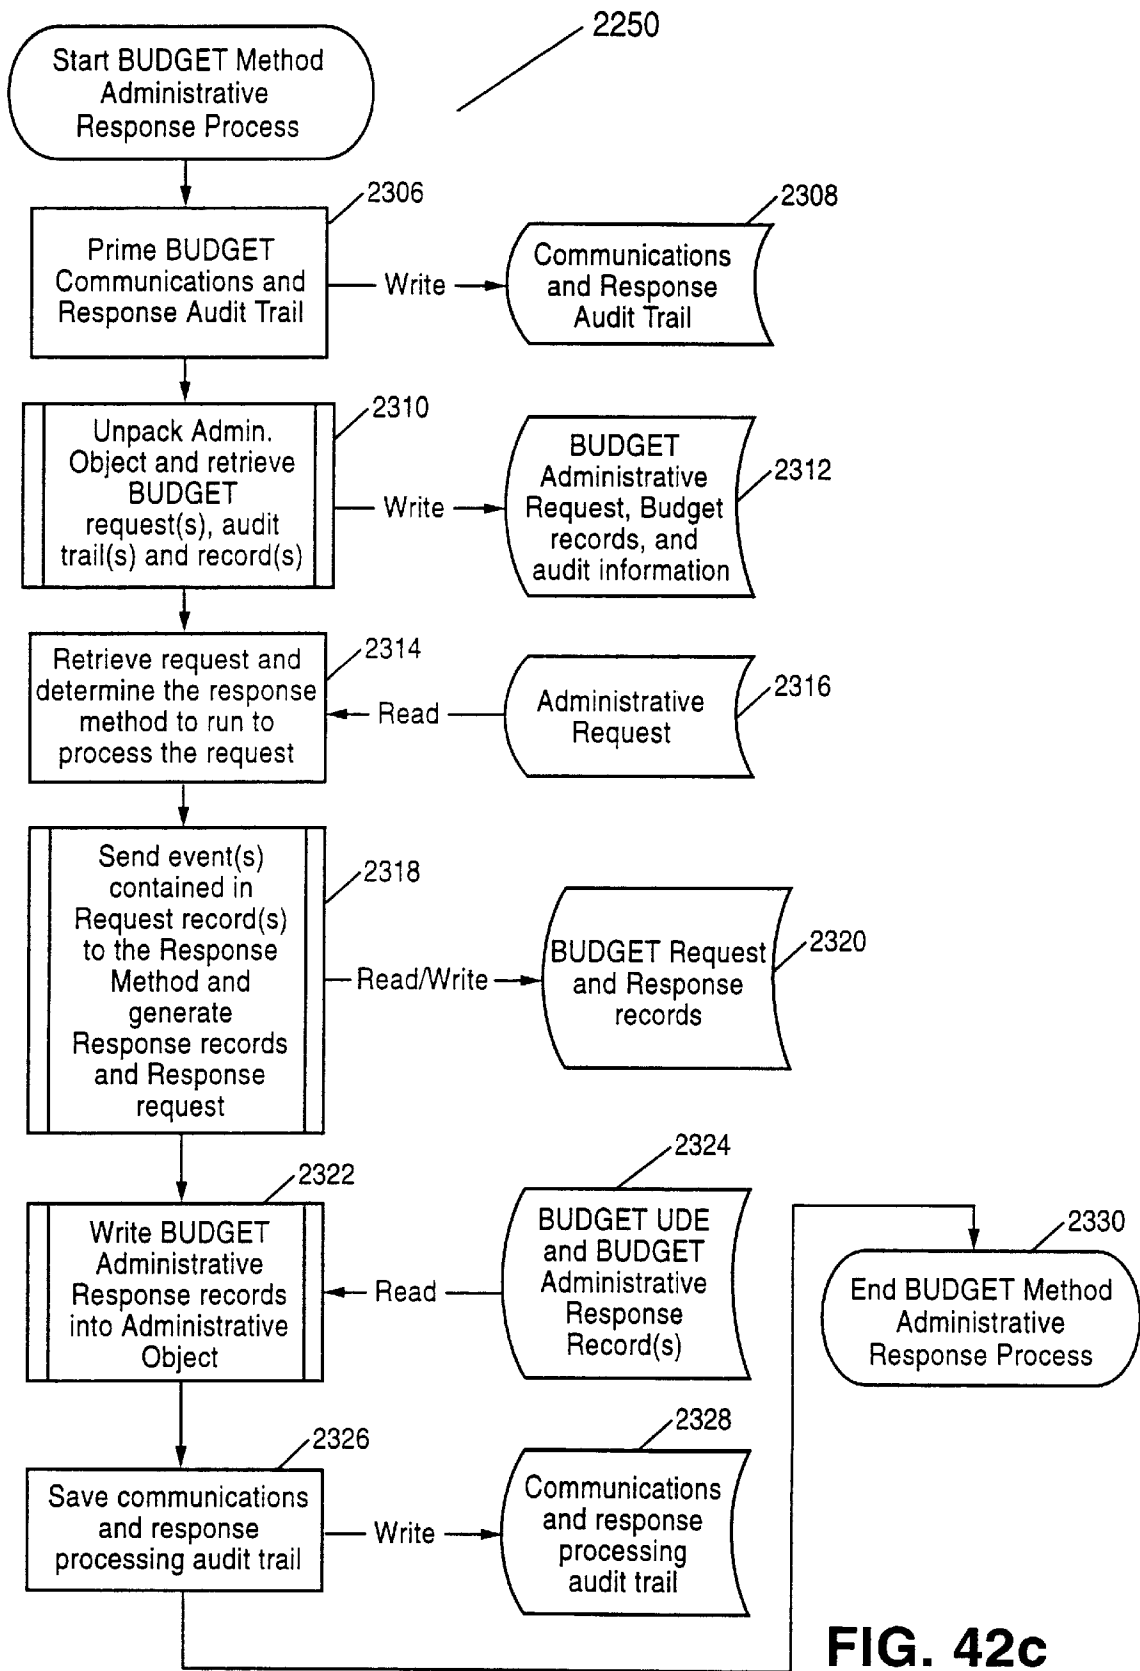 2250
Start BUDGET Method
Administrative
Response Process
2306
Prime BUDGET
Communications and
Response Audit Trail
Write
2308
Communications
and Response
Audit Trail
2310
Unpack Admin.
Object and retrieve
BUDGET
request(s), audit
trail(s) and record(s)
Write
2312
BUDGET
Administrative
Request, Budget
records, and
audit information
2314
Retrieve request and
determine the response
method to run to
process the request
Read
2316
Administrative
Request
2318
Send event(s)
contained in
Request record(s)
to the Response
Method and
generate
Response records
and Response
request
Read/Write
2320
BUDGET Request
and Response
records
2322
Write BUDGET
Administrative
Response records
into Administrative
Object
Read
2324
BUDGET UDE
and BUDGET
Administrative
Response
Record(s)
2326
Save communications
and response
processing audit trail
Write
2328
Communications
and response
processing
audit trail
2330
End BUDGET Method
Administrative
Response Process
FIG. 42c